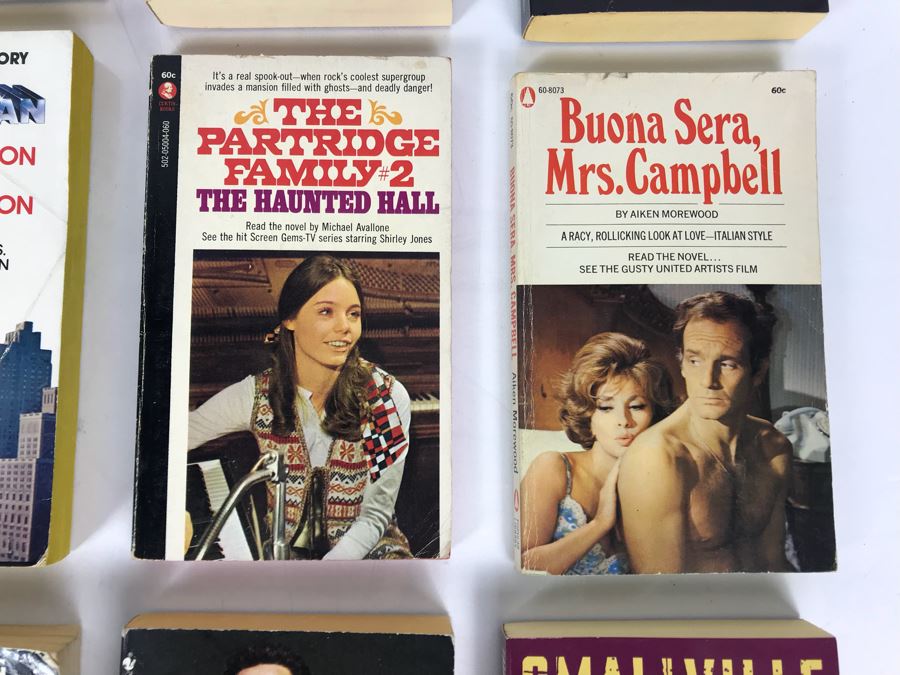 ORY
AN
ION
ON
S.
N
60c
CURTIS BOOKS
502-05004-060
It's a real spook-out—when rock's coolest supergroup
invades a mansion filled with ghosts—and deadly danger!
THE
PARTRIDGE
FAMILY #2
THE HAUNTED HALL
Read the novel by Michael Avallone
See the hit Screen Gems-TV series starring Shirley Jones
60-8073
60c
Buona Sera,
Mrs. Campbell
BY AIKEN MOREWOOD
A RACY, ROLLICKING LOOK AT LOVE—ITALIAN STYLE
READ THE NOVEL...
SEE THE GUSTY UNITED ARTISTS FILM
BUONA SERA, MRS. CAMPBELL Aiken Morewood
SMALLVILLE